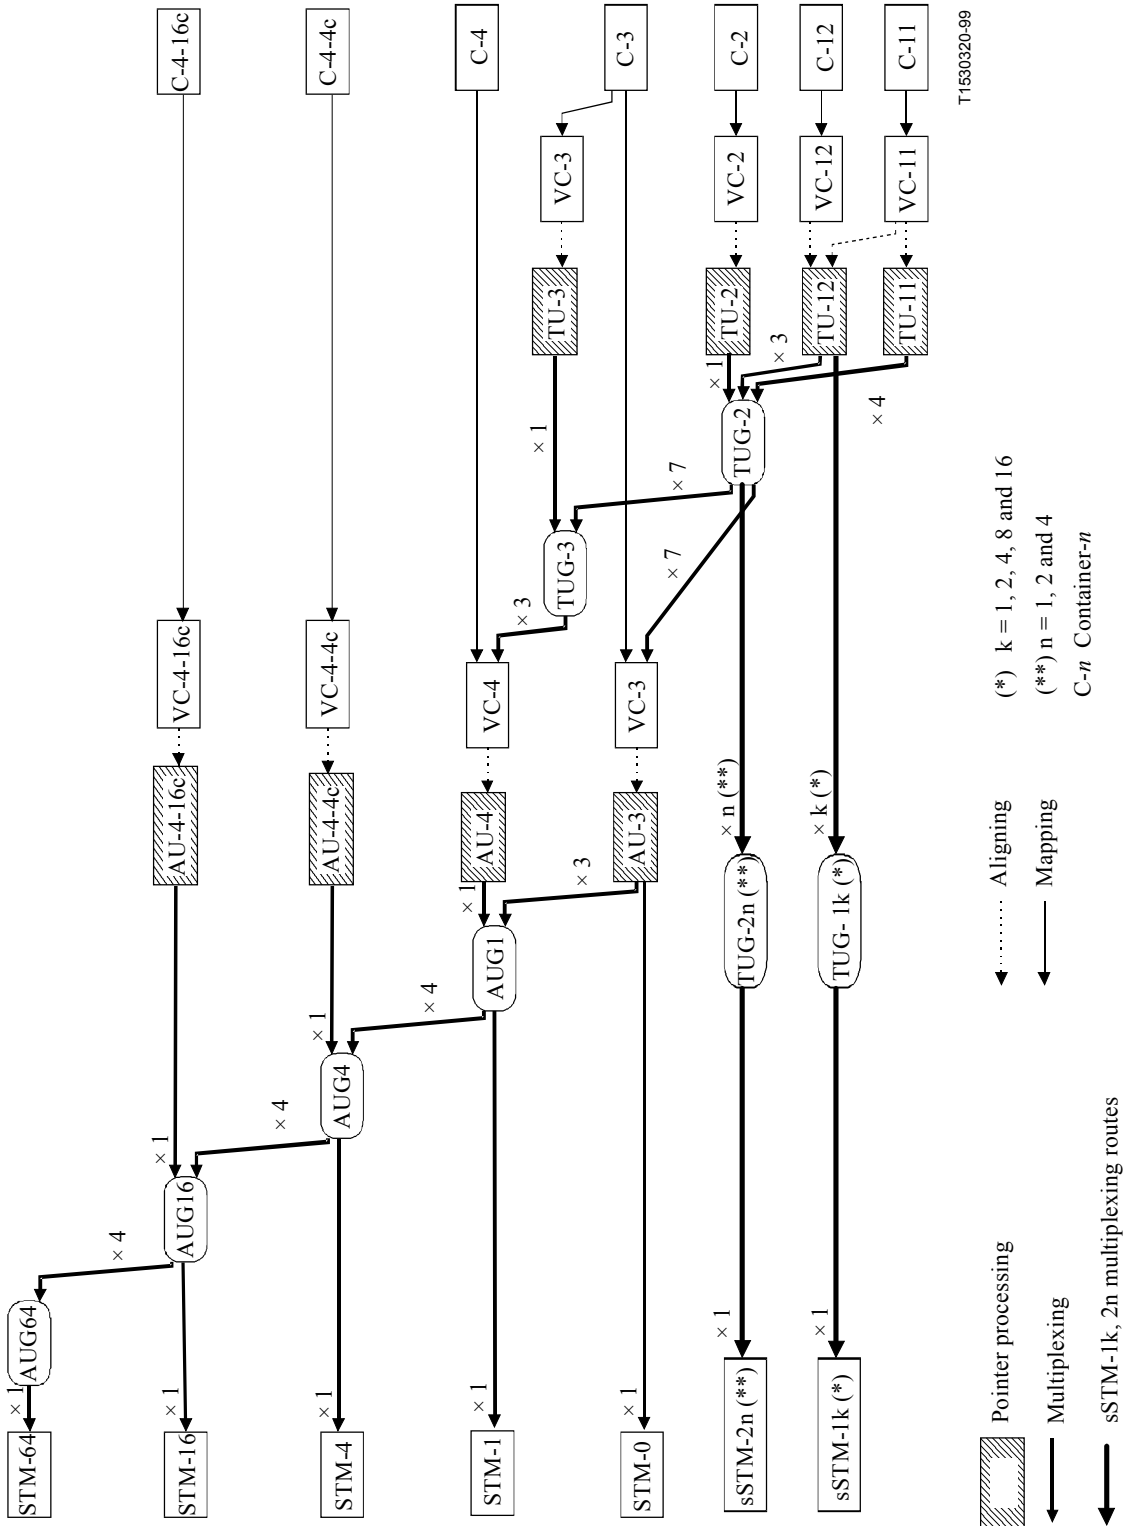 STM-64
× 1
AUG64
× 4
STM-16
× 1
AUG16
× 1
AU-4-16c
VC-4-16c
C-4-16c
× 4
STM-4
× 1
AUG4
× 1
AU-4-4c
VC-4-4c
C-4-4c
× 4
STM-1
× 1
AUG1
× 1
AU-4
VC-4
C-4
× 3
TUG-3
× 1
TU-3
VC-3
× 3
STM-0
× 1
AU-3
VC-3
C-3
× 7
× 7
sSTM-2n (**)
× 1
TUG-2n (**)
× n (**)
TUG-2
× 1
TU-2
VC-2
C-2
× 3
sSTM-1k (*)
× 1
TUG- 1k (*)
× k (*)
TU-12
VC-12
C-12
× 4
TU-11
VC-11
C-11
T1530320-99
Pointer processing
Multiplexing
sSTM-1k, 2n multiplexing routes
Aligning
Mapping
(*) k = 1, 2, 4, 8 and 16
(**) n = 1, 2 and 4
C-n Container-n